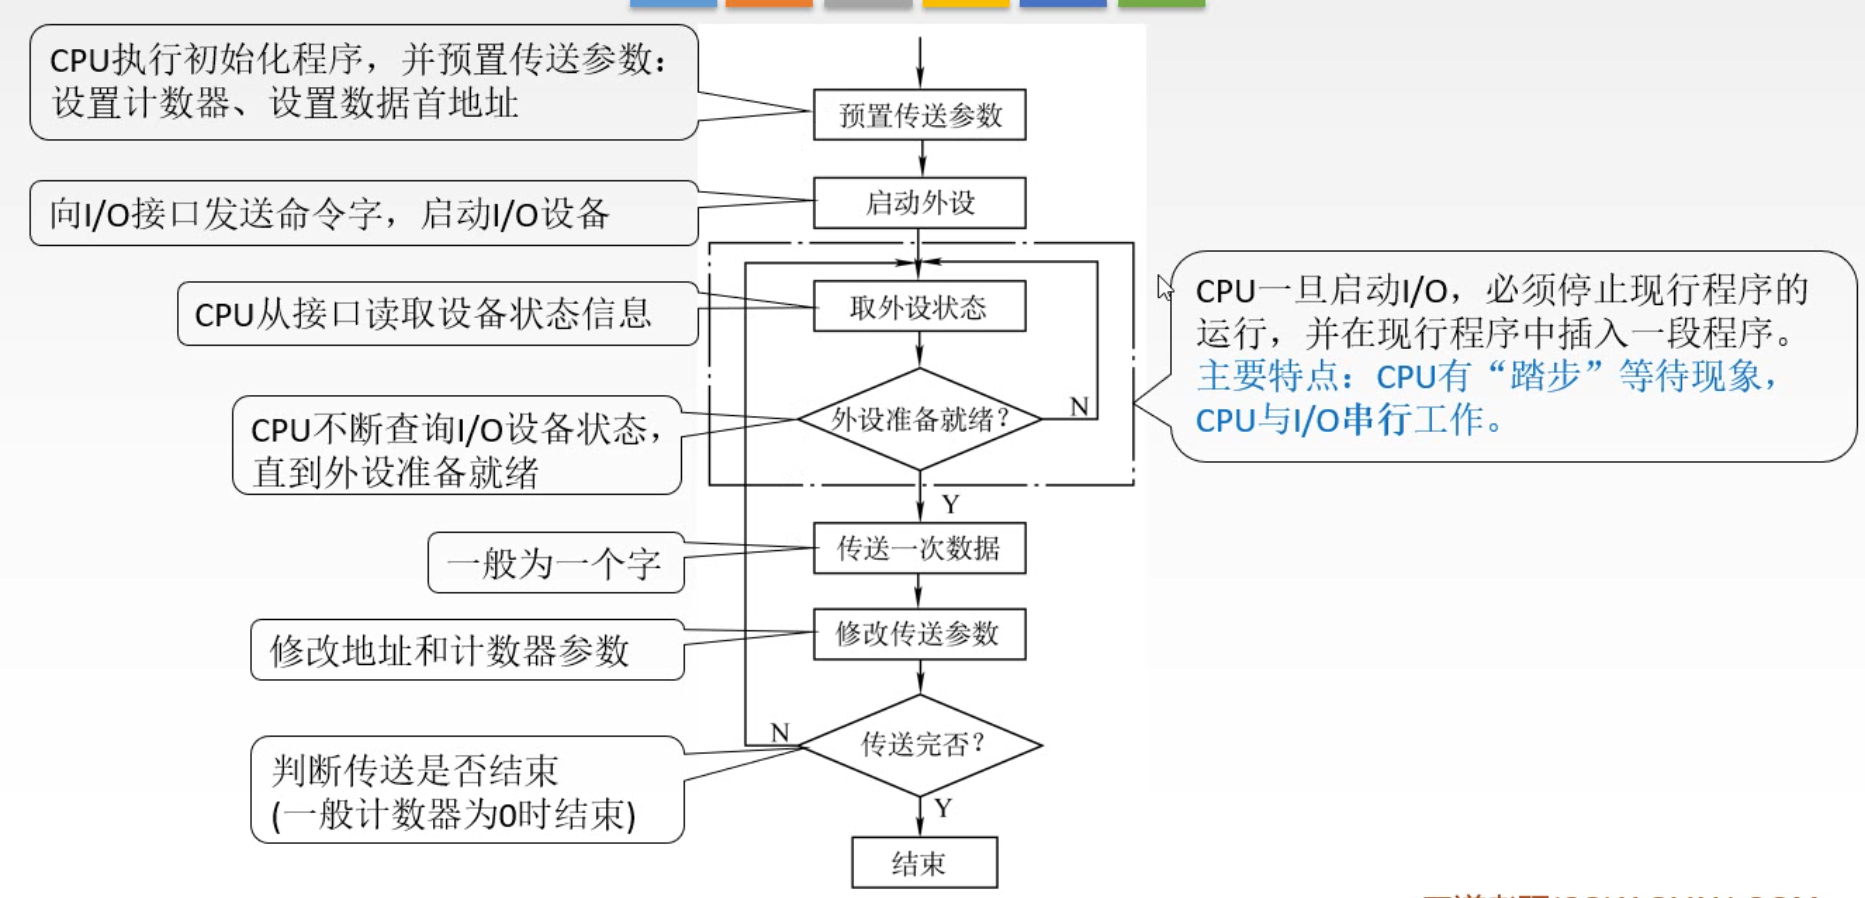 CPU执行初始化程序，并预置传送参数：
设置计数器、设置数据首地址
预置传送参数
向I/O接口发送命令字，启动I/O设备
启动外设
CPU从接口读取设备状态信息
取外设状态
CPU一旦启动I/O，必须停止现行程序的
运行，并在现行程序中插入一段程序。
主要特点：CPU有“踏步”等待现象，
CPU与I/O串行工作。
CPU不断查询I/O设备状态，
直到外设准备就绪
外设准备就绪？
N
Y
一般为一个字
传送一次数据
修改地址和计数器参数
修改传送参数
判断传送是否结束
(一般计数器为0时结束)
N
传送完否？
Y
结束